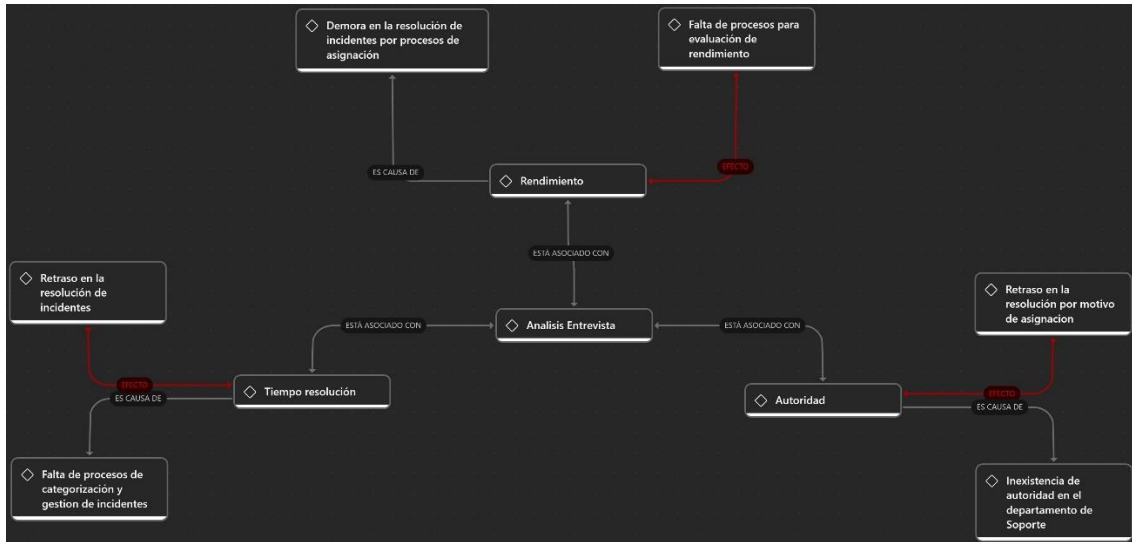 Demora en la resolución de
incidentes por procesos de
asignación
Falta de procesos para
evaluación de
rendimiento
ES CAUSA DE
EFECTO
Rendimiento
ESTÁ ASOCIADO CON
Retraso en la
resolución de
incidentes
Retraso en la
resolución por motivo
de asignacion
ESTÁ ASOCIADO CON
Analisis Entrevista
ESTÁ ASOCIADO CON
EFECTO
ES CAUSA DE
Tiempo resolución
Autoridad
EFECTO
ES CAUSA DE
Falta de procesos de
categorización y
gestion de incidentes
Inexistencia de
autoridad en el
departamento de
Soporte